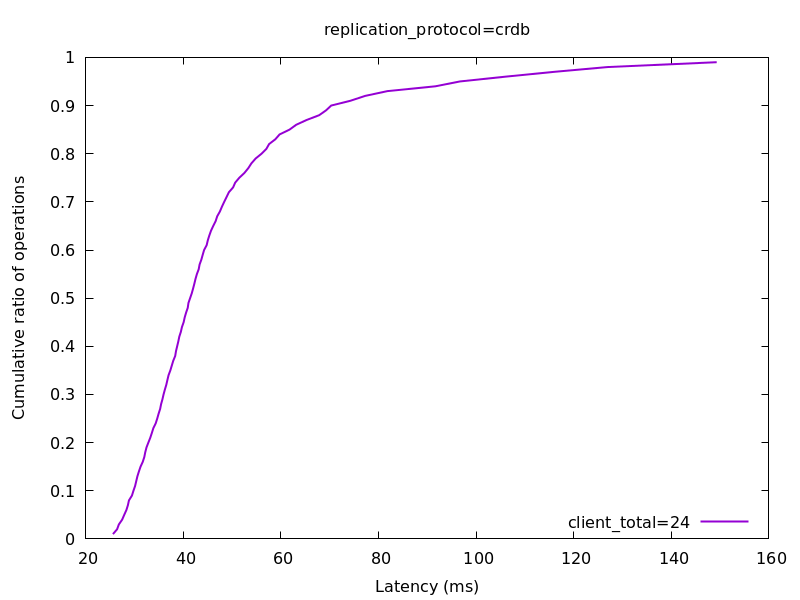 replication_protocol=crdb
1
0.9
0.8
0.7
0.6
0.5
0.4
0.3
0.2
0.1
0
Cumulative ratio of operations
client_total=24
20 40 60 80 100 120 140 160
Latency (ms)